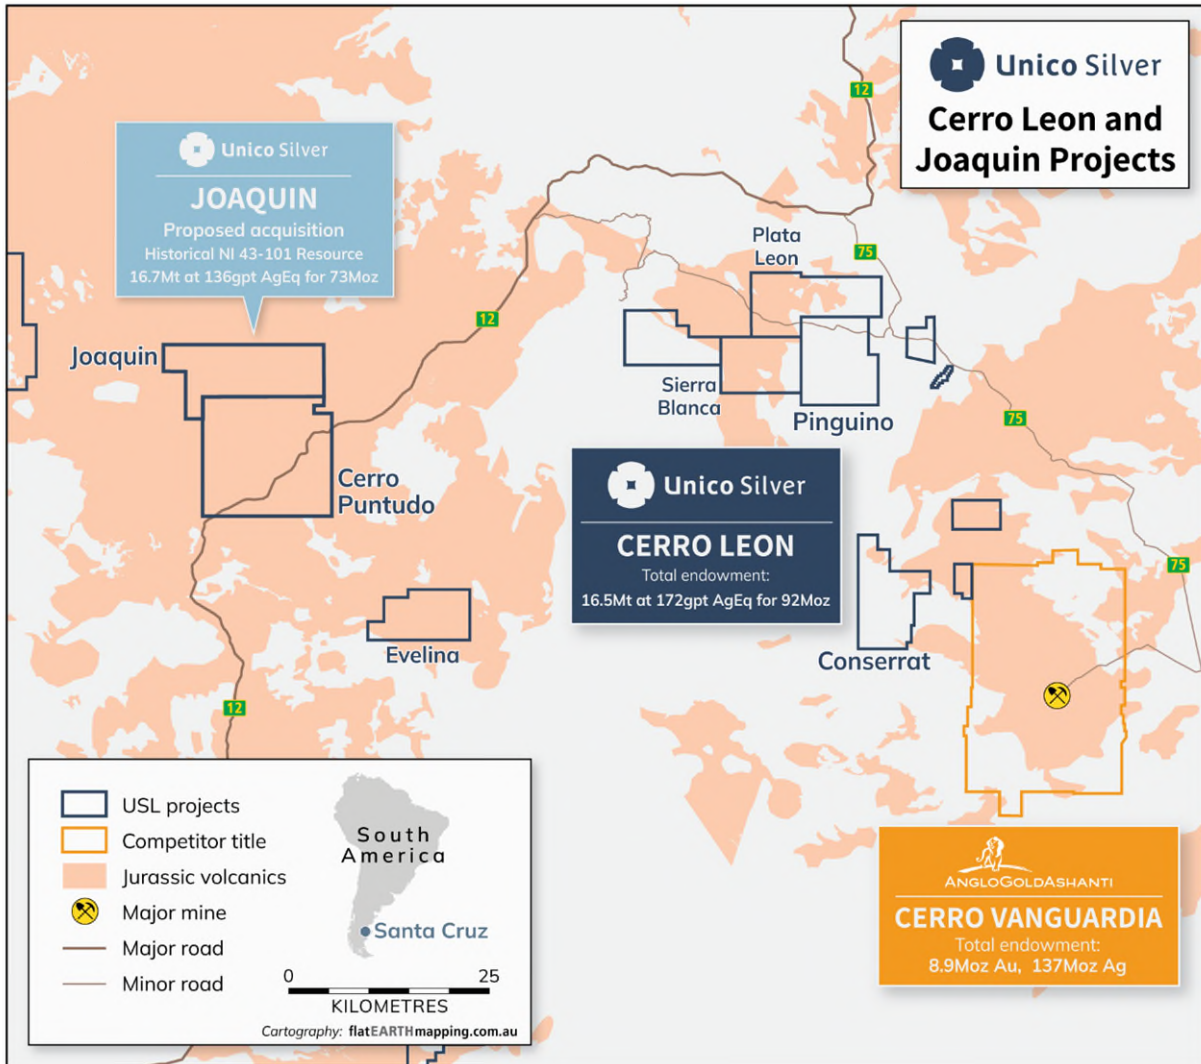 Unico Silver
Cerro Leon and
Joaquin Projects
12
Unico Silver
JOAQUIN
Proposed acquisition
Historical NI 43-101 Resource
16.7Mt at 136gpt AgEq for 73Moz
Plata
Leon
75
12
Joaquin
Sierra
Blanca
Pinguino
75
Cerro
Puntudo
Unico Silver
CERRO LEON
Total endowment:
16.5Mt at 172gpt AgEq for 92Moz
75
Evelina
Conserrat
12
USL projects
Competitor title
Jurassic volcanics
Major mine
Major road
Minor road
South
America
Santa Cruz
0 25
KILOMETRES
Cartography: flatEARTHmapping.com.au
ANGLOGOLDASHANTI
CERRO VANGUARDIA
Total endowment:
8.9Moz Au, 137Moz Ag